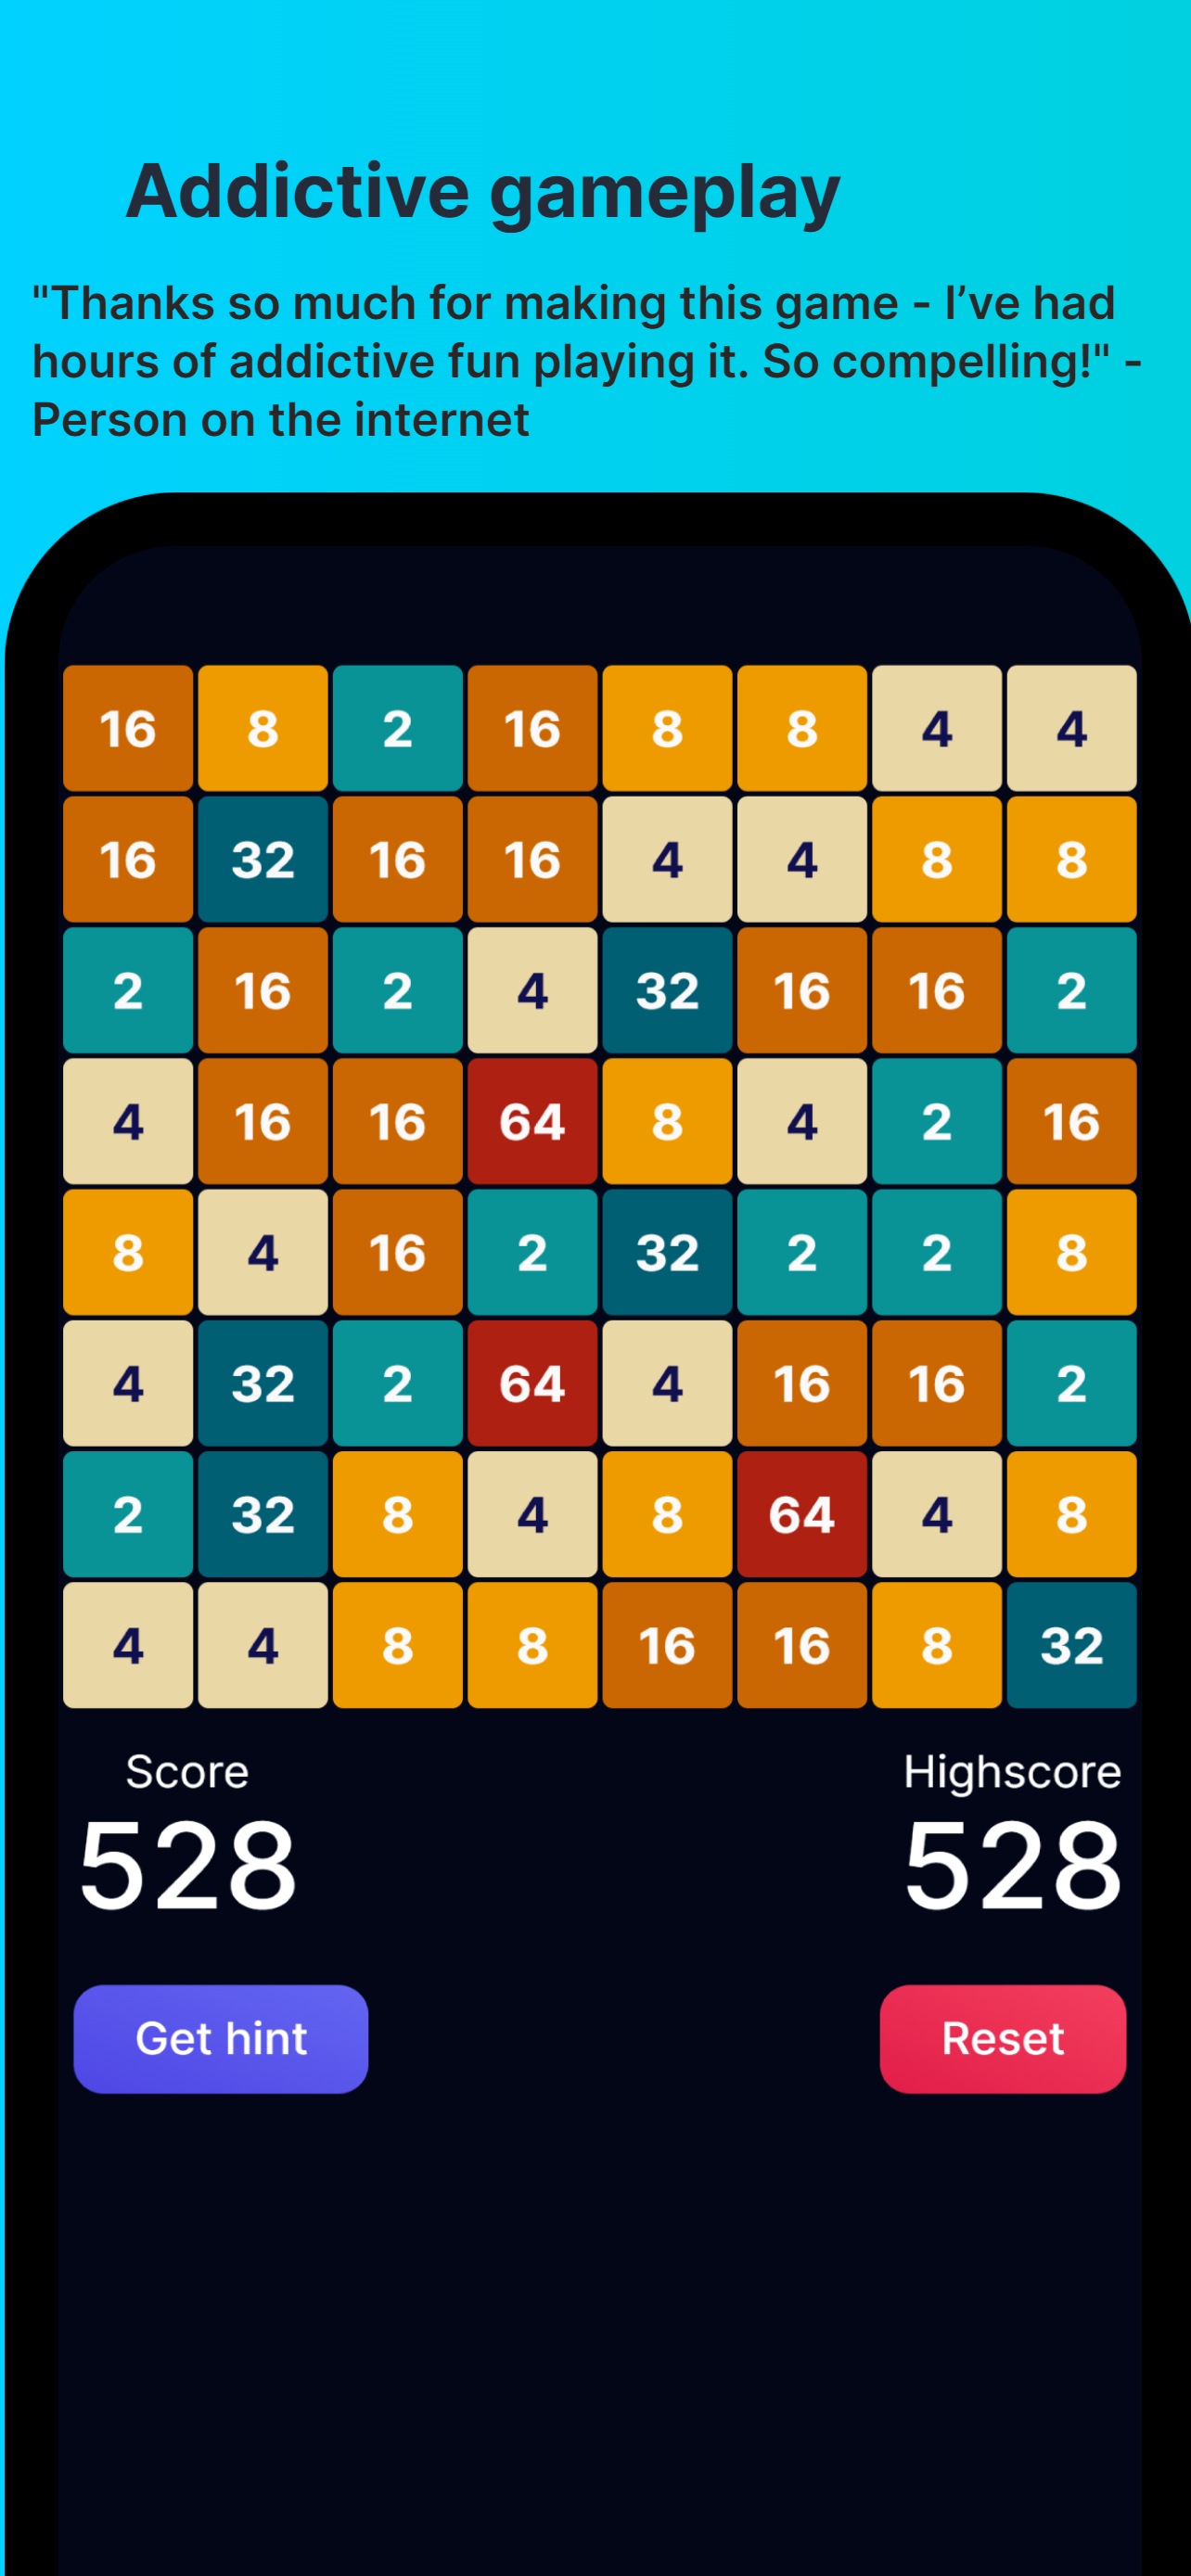 Addictive gameplay
"Thanks so much for making this game - I’ve had
hours of addictive fun playing it. So compelling!" -
Person on the internet
16 8 2 16 8 8 4 4
16 32 16 16 4 4 8 8
2 16 2 4 32 16 16 2
4 16 16 64 8 4 2 16
8 4 16 2 32 2 2 8
4 32 2 64 4 16 16 2
2 32 8 4 8 64 4 8
4 4 8 8 16 16 8 32
Score Highscore
528 528
Get hint Reset